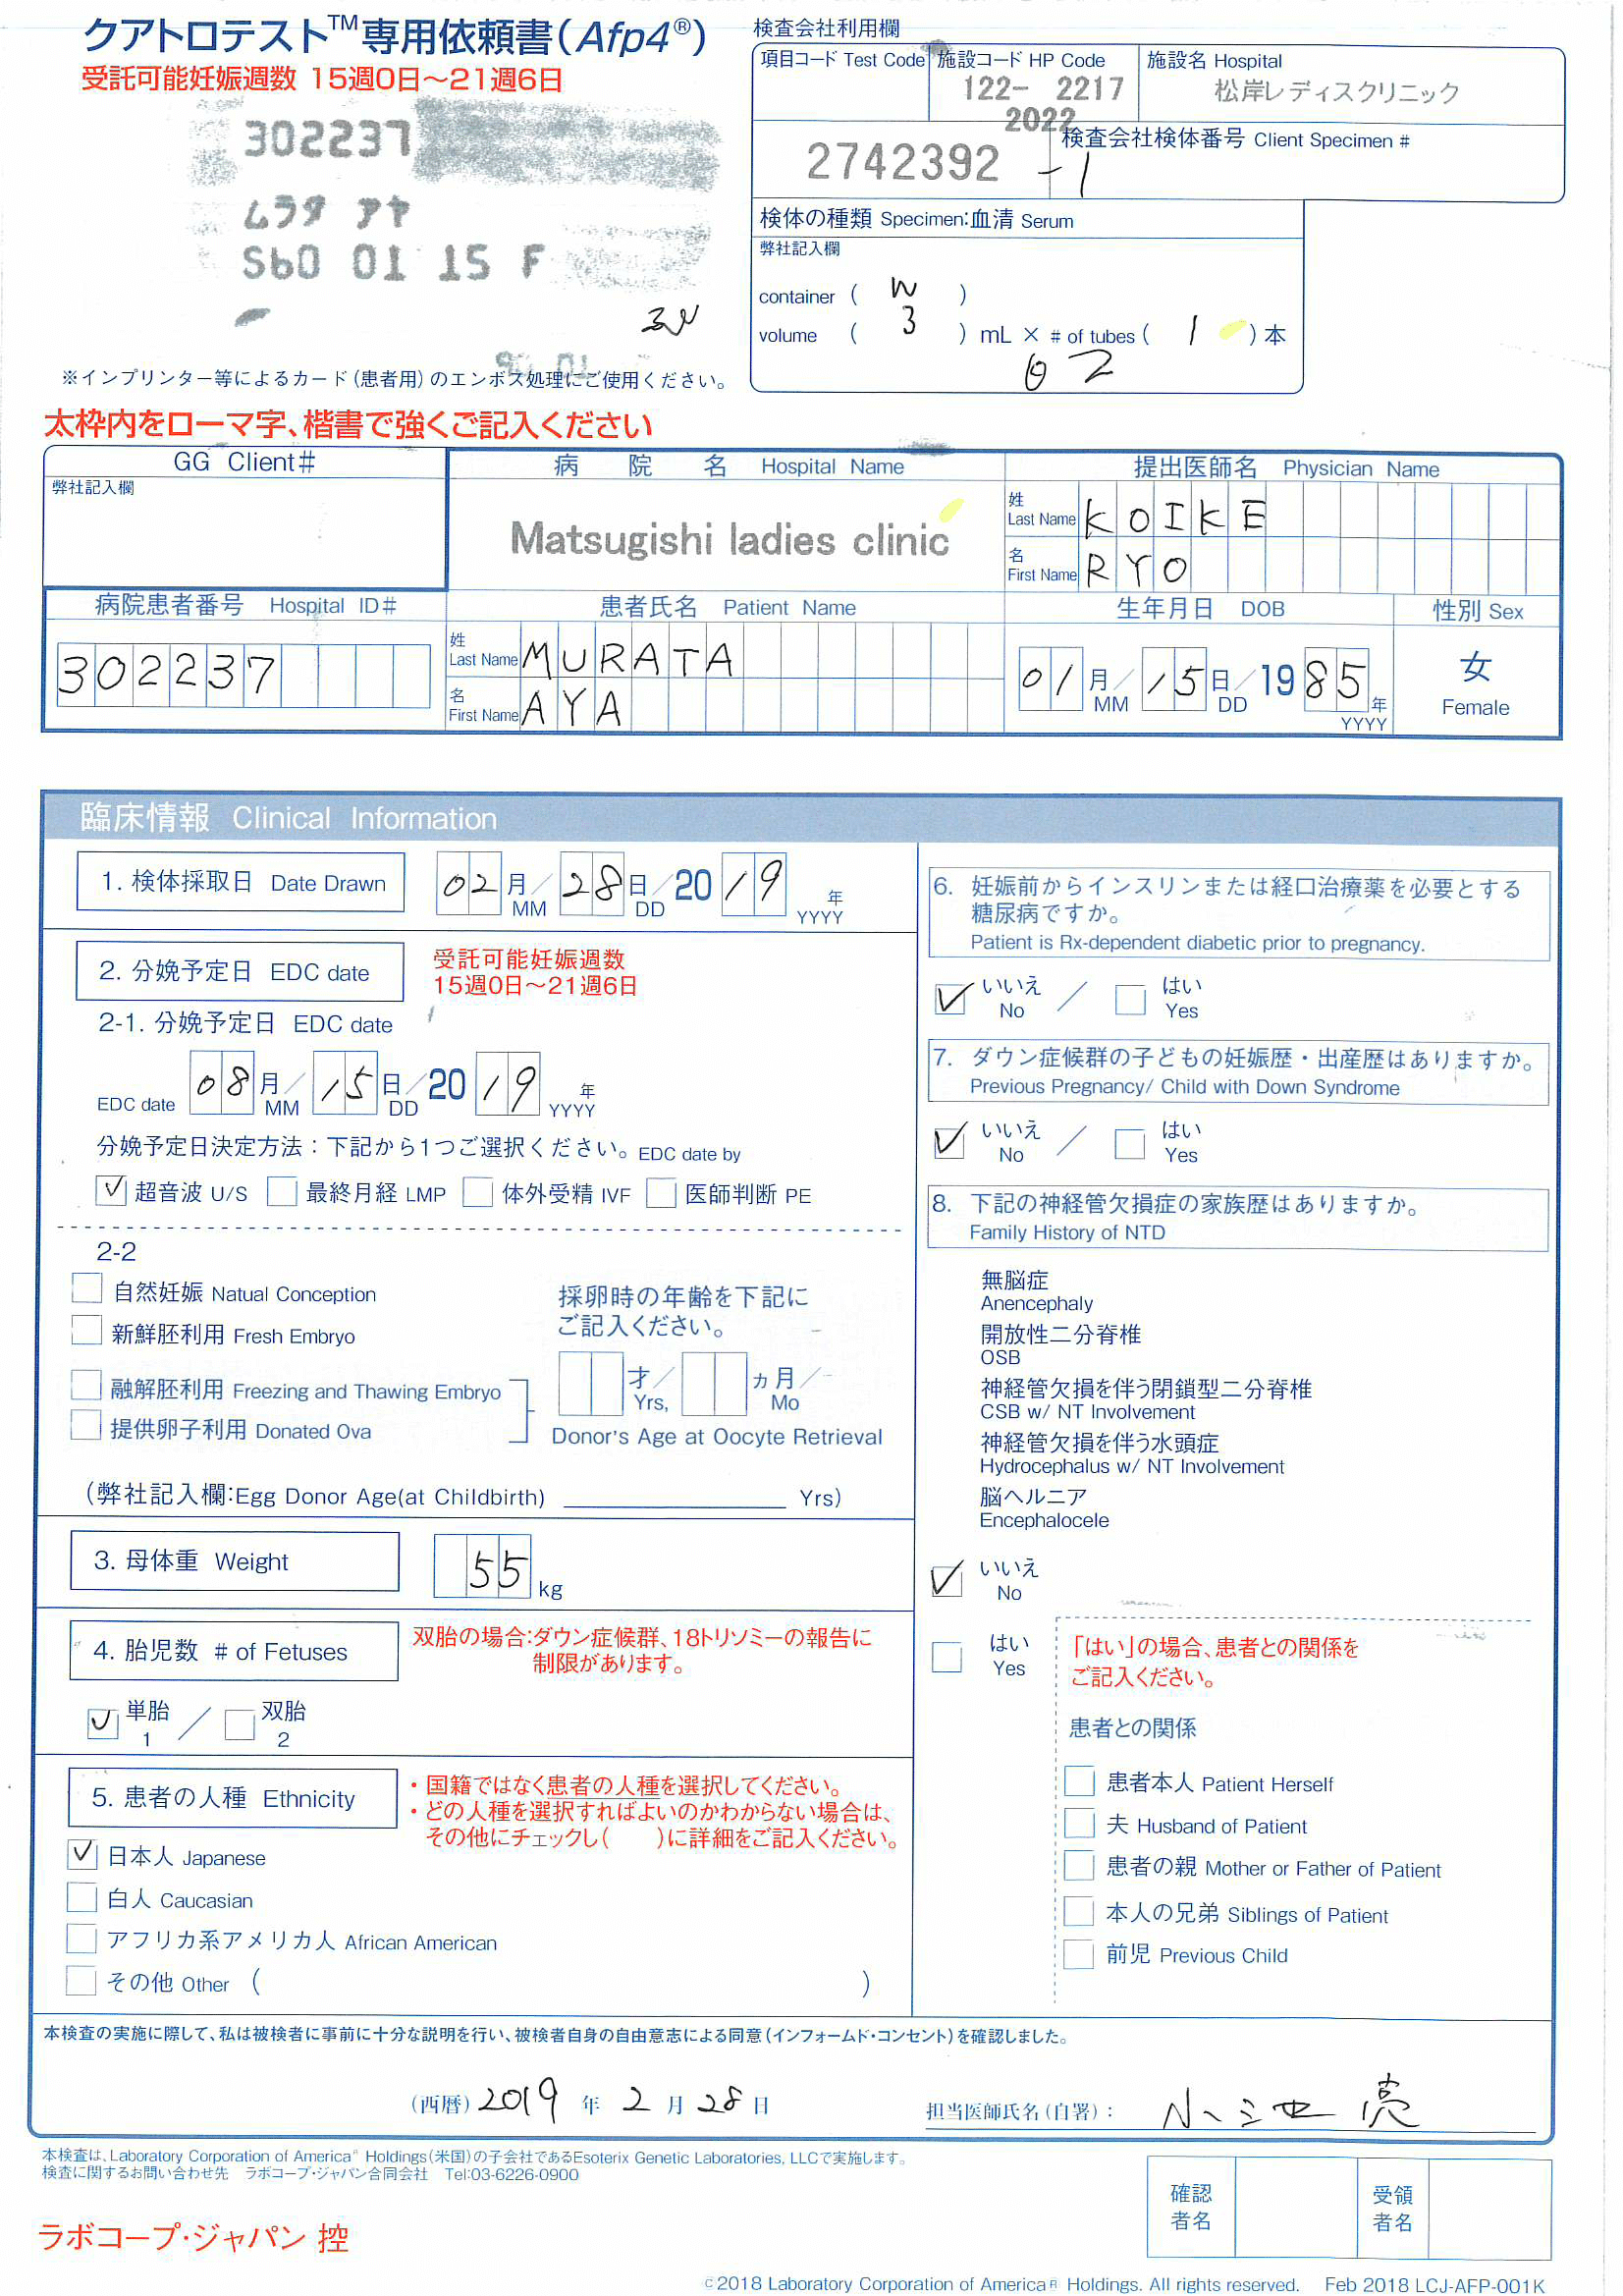 クアトロテスト™専用依頼書(Afp4®)
受託可能妊娠週数 15週0日～21週6日
302237
ムラタ アヤ
S60 01 15 F
※インプリンター等によるカード(患者用)のエンボス処理にご使用ください。
検査会社利用欄
項目コード Test Code
施設コード HP Code
122- 2217
2022
施設名 Hospital
松岸レディスクリニック
検査会社検体番号 Client Specimen #
2742392 -1
検体の種類 Specimen:血清 Serum
弊社記入欄
container ( W )
volume ( 3 ) mL × # of tubes ( 1 ) 本
太枠内をローマ字、楷書で強くご記入ください
GG Client#
弊社記入欄
病院名 Hospital Name
Matsugishi ladies clinic
提出医師名 Physician Name
姓 Last Name KOIKE
名 First Name RYO
病院患者番号 Hospital ID#
302237
患者氏名 Patient Name
姓 Last Name MURATA
名 First Name AYA
生年月日 DOB
01月/15日/1985年
MM DD YYYY
性別 Sex
女
Female
臨床情報 Clinical Information
1. 検体採取日 Date Drawn
02月/28日/2019年
MM DD YYYY
2. 分娩予定日 EDC date
受託可能妊娠週数
15週0日～21週6日
2-1. 分娩予定日 EDC date
EDC date 08月/15日/2019年
MM DD YYYY
分娩予定日決定方法：下記から1つご選択ください。EDC date by
✓ 超音波 U/S 最終月経 LMP 体外受精 IVF 医師判断 PE
2-2
自然妊娠 Natual Conception
新鮮胚利用 Fresh Embryo
融解胚利用 Freezing and Thawing Embryo
提供卵子利用 Donated Ova
採卵時の年齢を下記に
ご記入ください。
才/ ヵ月/
Yrs, Mo
Donor's Age at Oocyte Retrieval
(弊社記入欄:Egg Donor Age(at Childbirth) Yrs)
3. 母体重 Weight
55 kg
4. 胎児数 # of Fetuses
双胎の場合:ダウン症候群、18トリソミーの報告に
制限があります。
✓ 単胎 / 双胎
1 2
5. 患者の人種 Ethnicity
・国籍ではなく患者の人種を選択してください。
・どの人種を選択すればよいのかわからない場合は、
その他にチェックし( )に詳細をご記入ください。
✓ 日本人 Japanese
白人 Caucasian
アフリカ系アメリカ人 African American
その他 Other ( )
6. 妊娠前からインスリンまたは経口治療薬を必要とする
糖尿病ですか。
Patient is Rx-dependent diabetic prior to pregnancy.
✓ いいえ / はい
No Yes
7. ダウン症候群の子どもの妊娠歴・出産歴はありますか。
Previous Pregnancy/ Child with Down Syndrome
✓ いいえ / はい
No Yes
8. 下記の神経管欠損症の家族歴はありますか。
Family History of NTD
無脳症
Anencephaly
開放性二分脊椎
OSB
神経管欠損を伴う閉鎖型二分脊椎
CSB w/ NT Involvement
神経管欠損を伴う水頭症
Hydrocephalus w/ NT Involvement
脳ヘルニア
Encephalocele
✓ いいえ
No
はい
Yes
「はい」の場合、患者との関係を
ご記入ください。
患者との関係
患者本人 Patient Herself
夫 Husband of Patient
患者の親 Mother or Father of Patient
本人の兄弟 Siblings of Patient
前児 Previous Child
本検査の実施に際して、私は被検者に事前に十分な説明を行い、被検者自身の自由意志による同意(インフォームド・コンセント)を確認しました。
(西暦) 2019 年 2 月 28 日
担当医師氏名(自署)： 小池 亮
本検査は、Laboratory Corporation of America® Holdings(米国)の子会社であるEsoterix Genetic Laboratories, LLCで実施します。
検査に関するお問い合わせ先 ラボコープ・ジャパン合同会社 Tel:03-6226-0900
ラボコープ・ジャパン 控
確認者名
受領者名
©2018 Laboratory Corporation of America® Holdings. All rights reserved. Feb 2018 LCJ-AFP-001K